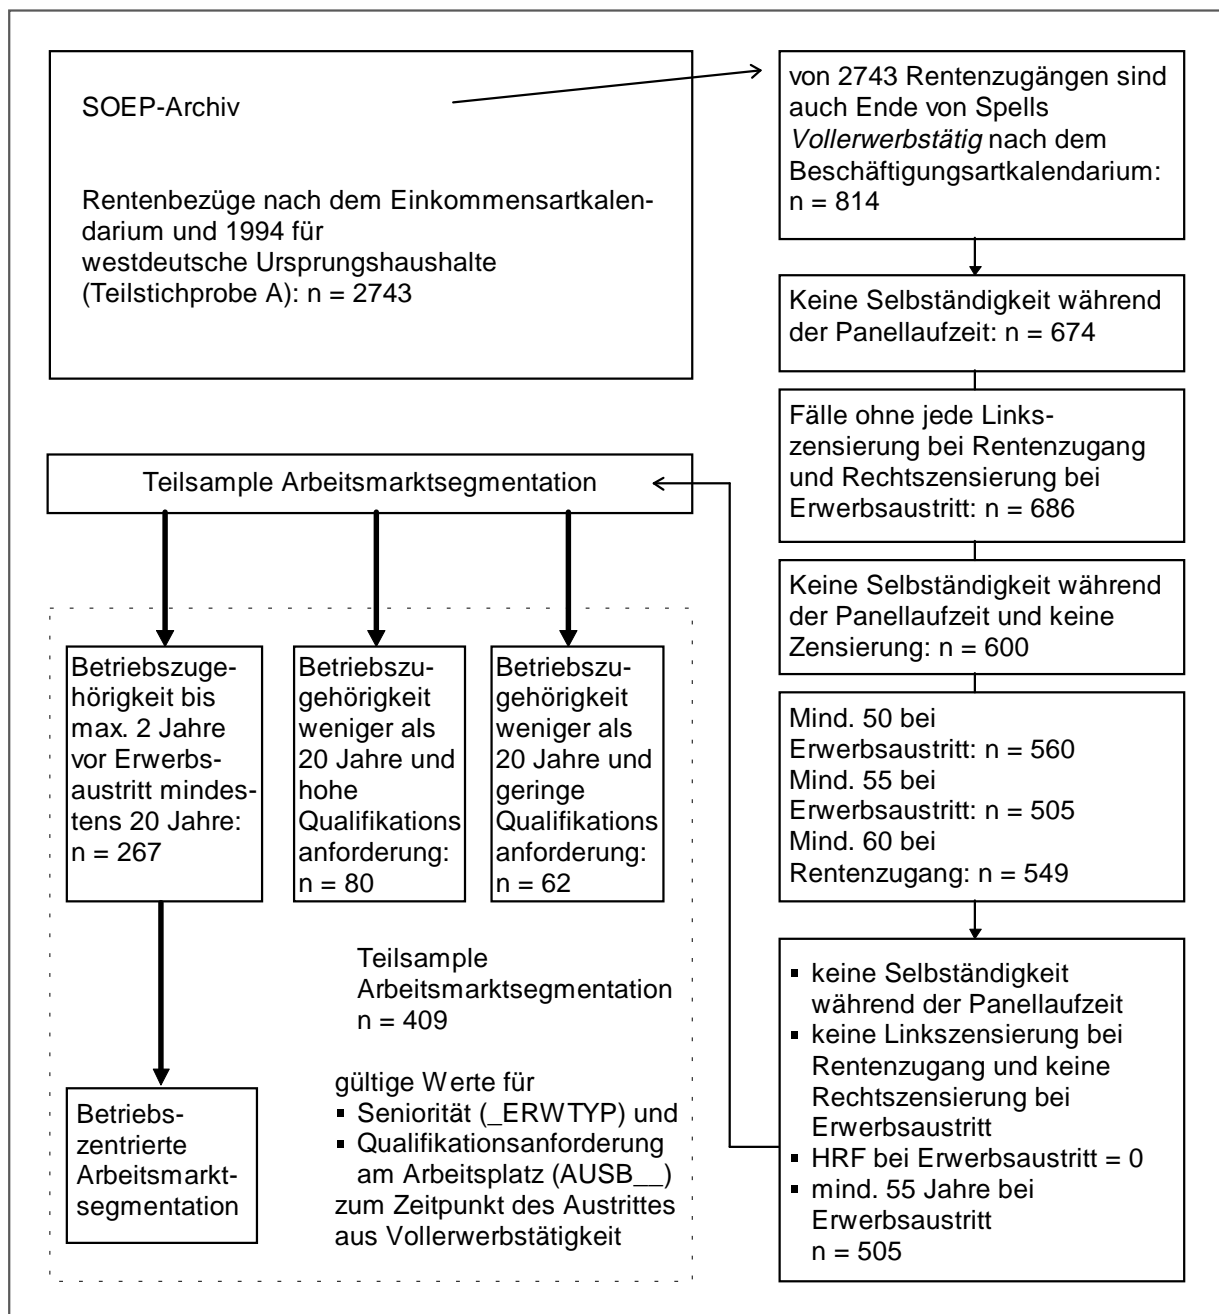 SOEP-Archiv
Rentenbezüge nach dem Einkommensartkalen-
darium und 1994 für
westdeutsche Ursprungshaushalte
(Teilstichprobe A): n = 2743
von 2743 Rentenzugängen sind
auch Ende von Spells
Vollerwerbstätig nach dem
Beschäftigungsartkalendarium:
n = 814
Keine Selbständigkeit während
der Panellaufzeit: n = 674
Fälle ohne jede Links-
zensierung bei Rentenzugang
und Rechtszensierung bei
Erwerbsaustritt: n = 686
Keine Selbständigkeit während
der Panellaufzeit und keine
Zensierung: n = 600
Mind. 50 bei
Erwerbsaustritt: n = 560
Mind. 55 bei
Erwerbsaustritt: n = 505
Mind. 60 bei
Rentenzugang: n = 549
▪ keine Selbständigkeit
während der Panellaufzeit
▪ keine Linkszensierung bei
Rentenzugang und keine
Rechtszensierung bei
Erwerbsaustritt
▪ HRF bei Erwerbsaustritt = 0
▪ mind. 55 Jahre bei
Erwerbsaustritt
n = 505
Teilsample Arbeitsmarktsegmentation
Betriebszuge-
hörigkeit bis
max. 2 Jahre
vor Erwerbs-
austritt mindes-
tens 20 Jahre:
n = 267
Betriebszu-
gehörigkeit
weniger als
20 Jahre und
hohe
Qualifikations
anforderung:
n = 80
Betriebszu-
gehörigkeit
weniger als
20 Jahre und
geringe
Qualifikations
anforderung:
n = 62
Teilsample
Arbeitsmarktsegmentation
n = 409
gültige Werte für
▪ Seniorität (_ERWTYP) und
▪ Qualifikationsanforderung
am Arbeitsplatz (AUSB__)
zum Zeitpunkt des Austrittes
aus Vollerwerbstätigkeit
Betriebs-
zentrierte
Arbeitsmarkt-
segmentation